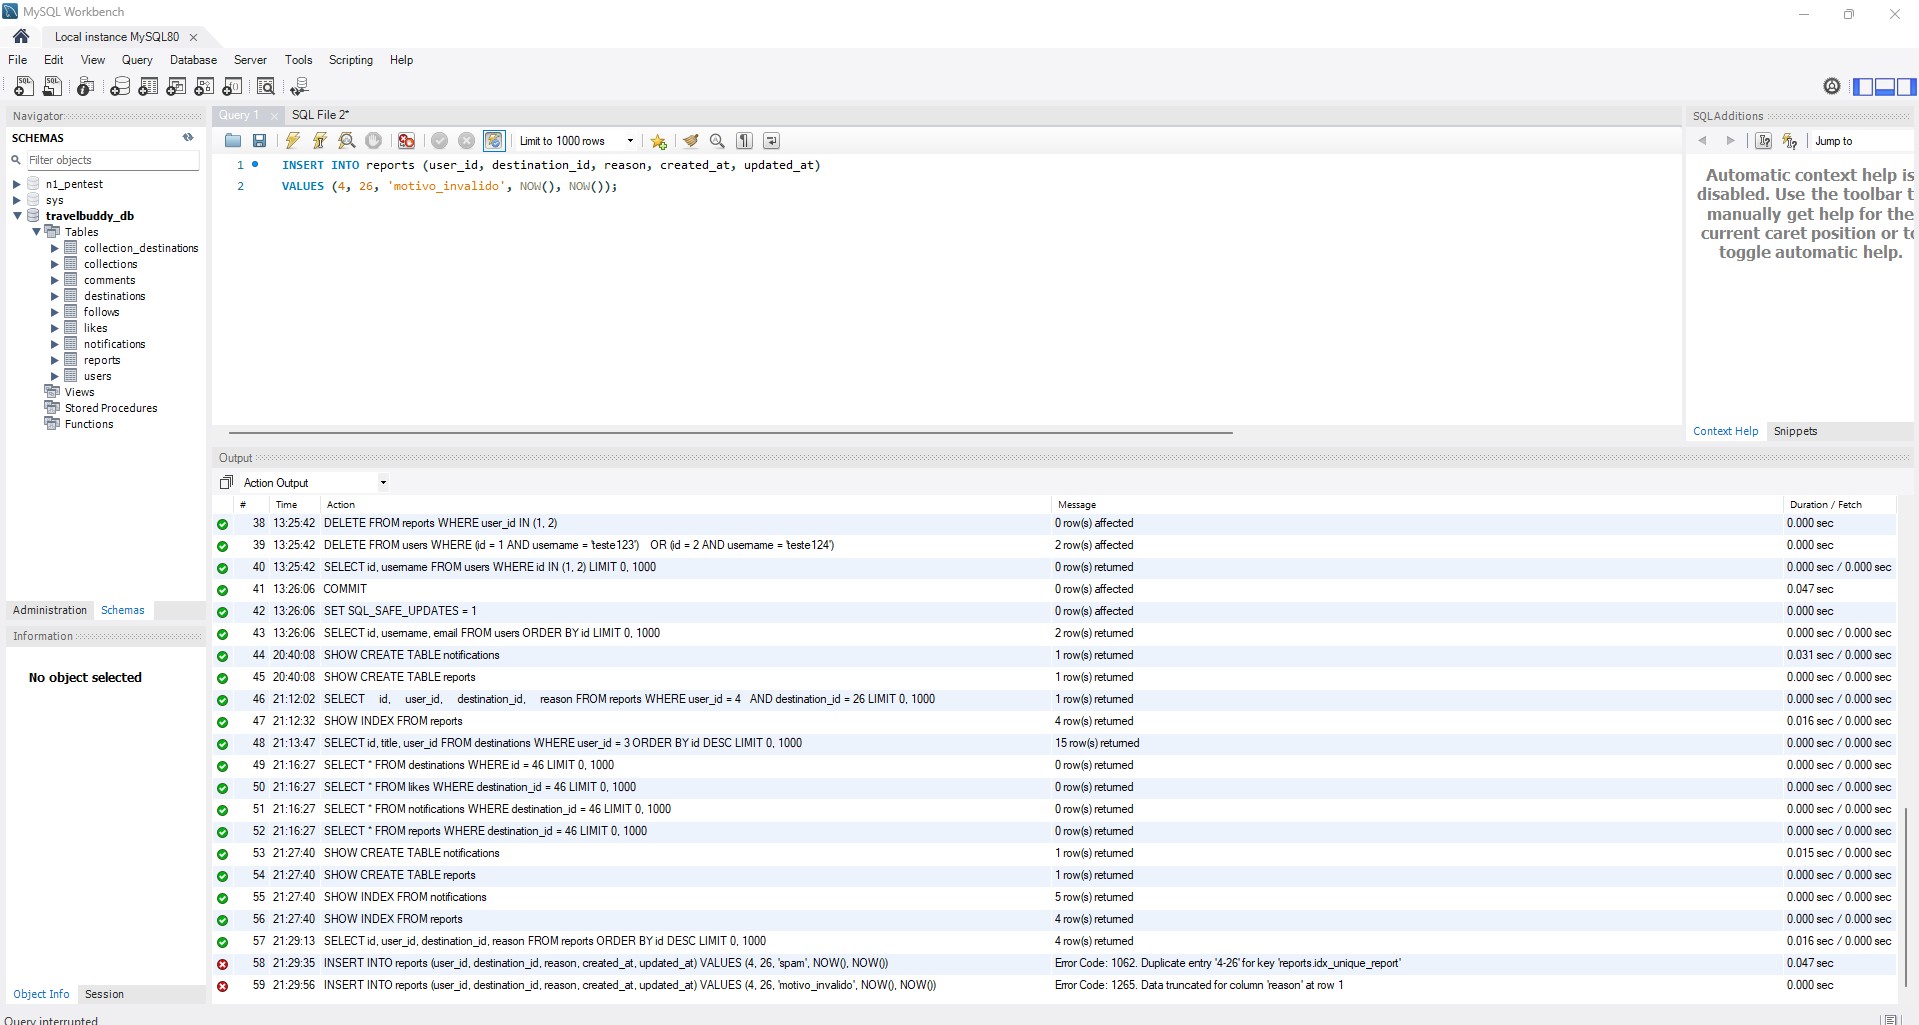 MySQL Workbench
Local instance MySQL80
File Edit View Query Database Server Tools Scripting Help
Navigator
SCHEMAS
Filter objects
n1_pentest
sys
travelbuddy_db
Tables
collection_destinations
collections
comments
destinations
follows
likes
notifications
reports
users
Views
Stored Procedures
Functions
Administration Schemas
Information
No object selected
Object Info Session
Query interrupted
Query 1 SQL File 2*
Limit to 1000 rows
1 INSERT INTO reports (user_id, destination_id, reason, created_at, updated_at)
2 VALUES (4, 26, 'motivo_invalido', NOW(), NOW());
SQLAdditions
Jump to
Automatic context help is
disabled. Use the toolbar t
manually get help for the
current caret position or to
toggle automatic help.
Context Help Snippets
Output
Action Output
# Time Action Message Duration / Fetch
38 13:25:42 DELETE FROM reports WHERE user_id IN (1, 2) 0 row(s) affected 0.000 sec
39 13:25:42 DELETE FROM users WHERE (id = 1 AND username = 'teste123') OR (id = 2 AND username = 'teste124') 2 row(s) affected 0.000 sec
40 13:25:42 SELECT id, username FROM users WHERE id IN (1, 2) LIMIT 0, 1000 0 row(s) returned 0.000 sec / 0.000 sec
41 13:26:06 COMMIT 0 row(s) affected 0.047 sec
42 13:26:06 SET SQL_SAFE_UPDATES = 1 0 row(s) affected 0.000 sec
43 13:26:06 SELECT id, username, email FROM users ORDER BY id LIMIT 0, 1000 2 row(s) returned 0.000 sec / 0.000 sec
44 20:40:08 SHOW CREATE TABLE notifications 1 row(s) returned 0.031 sec / 0.000 sec
45 20:40:08 SHOW CREATE TABLE reports 1 row(s) returned 0.000 sec / 0.000 sec
46 21:12:02 SELECT id, user_id, destination_id, reason FROM reports WHERE user_id = 4 AND destination_id = 26 LIMIT 0, 1000 1 row(s) returned 0.000 sec / 0.000 sec
47 21:12:32 SHOW INDEX FROM reports 4 row(s) returned 0.016 sec / 0.000 sec
48 21:13:47 SELECT id, title, user_id FROM destinations WHERE user_id = 3 ORDER BY id DESC LIMIT 0, 1000 15 row(s) returned 0.000 sec / 0.000 sec
49 21:16:27 SELECT * FROM destinations WHERE id = 46 LIMIT 0, 1000 0 row(s) returned 0.000 sec / 0.000 sec
50 21:16:27 SELECT * FROM likes WHERE destination_id = 46 LIMIT 0, 1000 0 row(s) returned 0.000 sec / 0.000 sec
51 21:16:27 SELECT * FROM notifications WHERE destination_id = 46 LIMIT 0, 1000 0 row(s) returned 0.000 sec / 0.000 sec
52 21:16:27 SELECT * FROM reports WHERE destination_id = 46 LIMIT 0, 1000 0 row(s) returned 0.000 sec / 0.000 sec
53 21:27:40 SHOW CREATE TABLE notifications 1 row(s) returned 0.015 sec / 0.000 sec
54 21:27:40 SHOW CREATE TABLE reports 1 row(s) returned 0.000 sec / 0.000 sec
55 21:27:40 SHOW INDEX FROM notifications 5 row(s) returned 0.000 sec / 0.000 sec
56 21:27:40 SHOW INDEX FROM reports 4 row(s) returned 0.000 sec / 0.000 sec
57 21:29:13 SELECT id, user_id, destination_id, reason FROM reports ORDER BY id DESC LIMIT 0, 1000 4 row(s) returned 0.016 sec / 0.000 sec
58 21:29:35 INSERT INTO reports (user_id, destination_id, reason, created_at, updated_at) VALUES (4, 26, 'spam', NOW(), NOW()) Error Code: 1062. Duplicate entry '4-26' for key 'reports.idx_unique_report' 0.047 sec
59 21:29:56 INSERT INTO reports (user_id, destination_id, reason, created_at, updated_at) VALUES (4, 26, 'motivo_invalido', NOW(), NOW()) Error Code: 1265. Data truncated for column 'reason' at row 1 0.000 sec